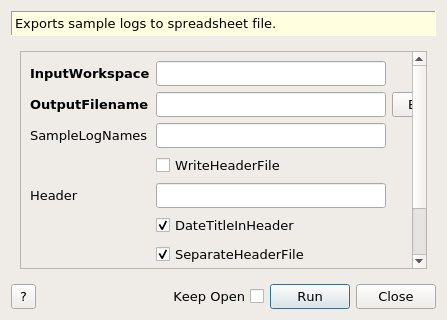 Exports sample logs to spreadsheet file.
InputWorkspace
OutputFilename
SampleLogNames
WriteHeaderFile
Header
DateTitleInHeader
SeparateHeaderFile
? Keep Open Run Close